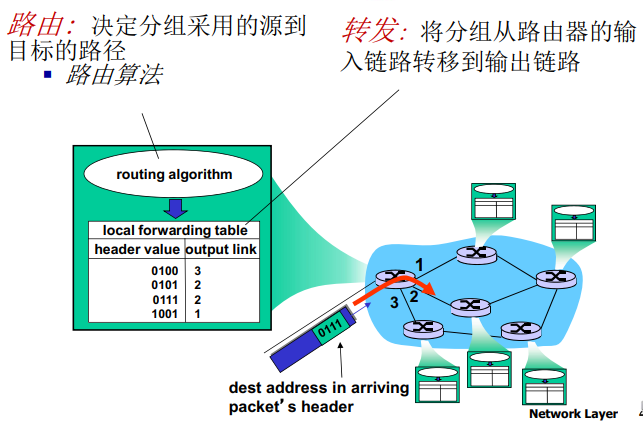 路由：决定分组采用的源到
目标的路径
▪ 路由算法
转发：将分组从路由器的输
入链路转移到输出链路
routing algorithm
local forwarding table
header value output link
0100 3
0101 2
0111 2
1001 1
1
3 2
0111
dest address in arriving
packet’s header
Network Layer